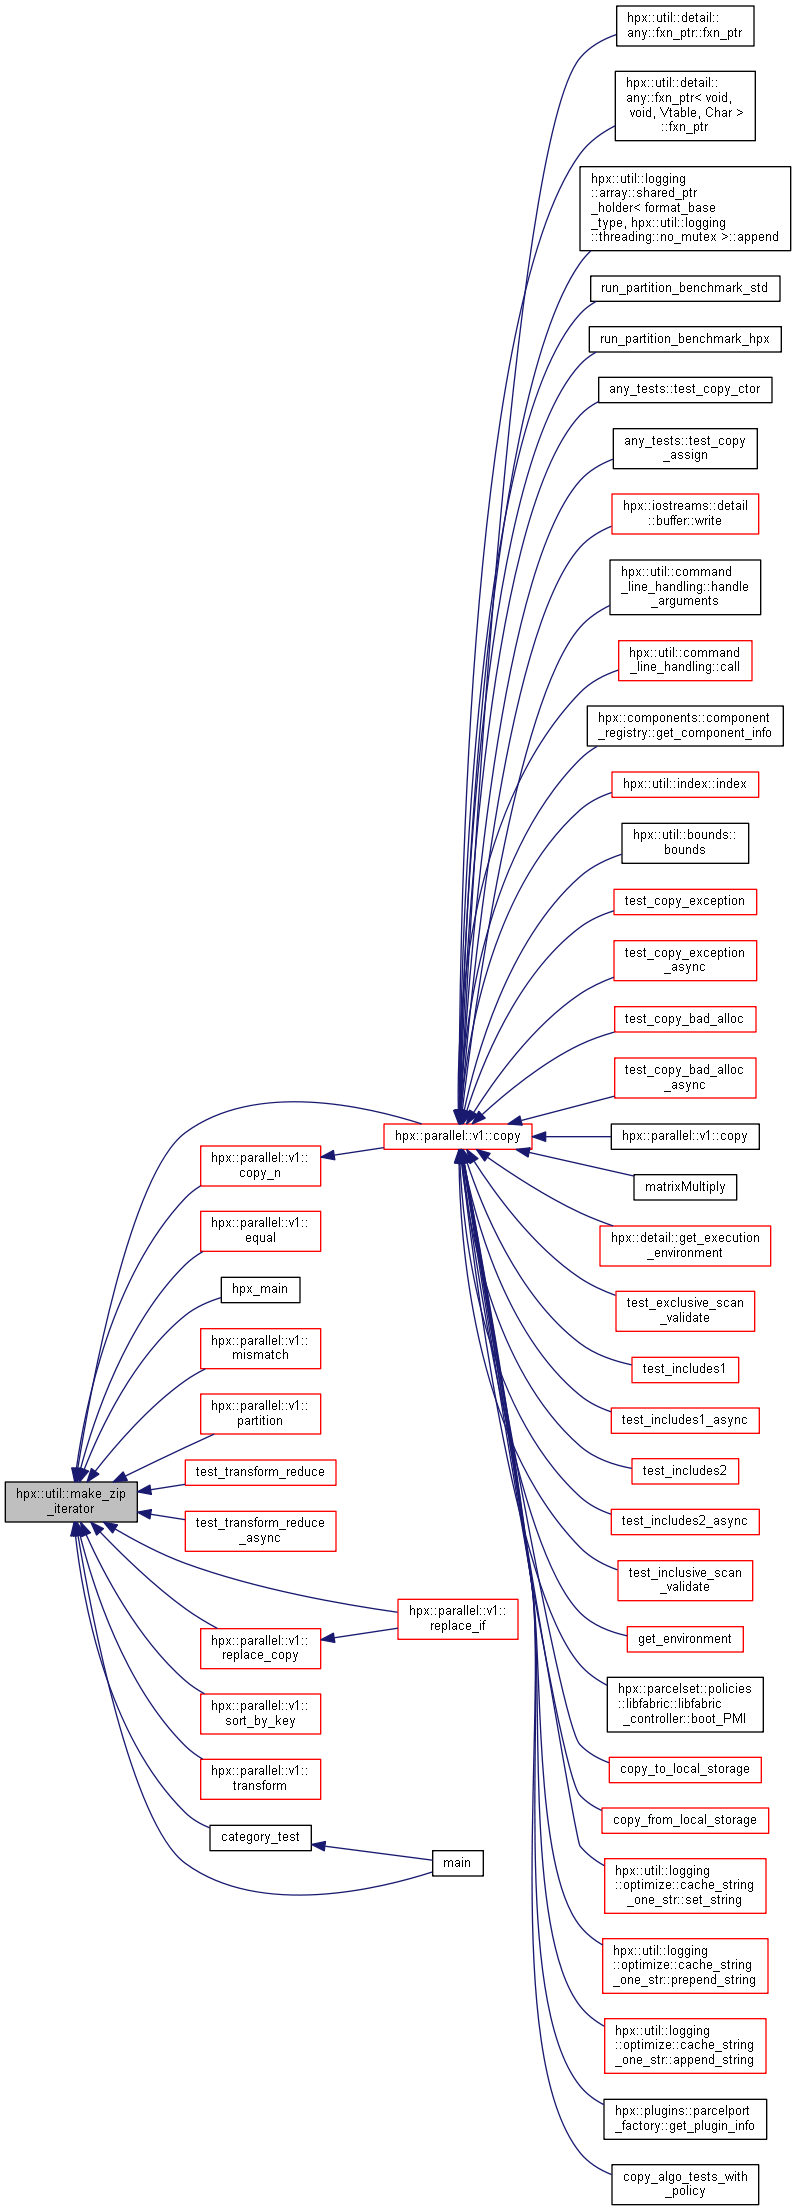 hpx::util::detail::
any::fxn_ptr::fxn_ptr
hpx::util::detail::
any::fxn_ptr< void,
void, Vtable, Char >
::fxn_ptr
hpx::util::logging
::array::shared_ptr
_holder< format_base
_type, hpx::util::logging
::threading::no_mutex >::append
run_partition_benchmark_std
run_partition_benchmark_hpx
any_tests::test_copy_ctor
any_tests::test_copy
_assign
hpx::iostreams::detail
::buffer::write
hpx::util::command
_line_handling::handle
_arguments
hpx::util::command
_line_handling::call
hpx::components::component
_registry::get_component_info
hpx::util::index::index
hpx::util::bounds::
bounds
test_copy_exception
test_copy_exception
_async
test_copy_bad_alloc
test_copy_bad_alloc
_async
hpx::parallel::v1::copy
hpx::parallel::v1::copy
hpx::parallel::v1::
copy_n
matrixMultiply
hpx::parallel::v1::
equal
hpx::detail::get_execution
_environment
hpx_main
test_exclusive_scan
_validate
hpx::parallel::v1::
mismatch
test_includes1
hpx::parallel::v1::
partition
test_includes1_async
test_transform_reduce
test_includes2
hpx::util::make_zip
_iterator
test_transform_reduce
_async
test_includes2_async
test_inclusive_scan
_validate
hpx::parallel::v1::
replace_if
hpx::parallel::v1::
replace_copy
get_environment
hpx::parallel::v1::
sort_by_key
hpx::parcelset::policies
::libfabric::libfabric
_controller::boot_PMI
hpx::parallel::v1::
transform
copy_to_local_storage
copy_from_local_storage
category_test
main
hpx::util::logging
::optimize::cache_string
_one_str::set_string
hpx::util::logging
::optimize::cache_string
_one_str::prepend_string
hpx::util::logging
::optimize::cache_string
_one_str::append_string
hpx::plugins::parcelport
_factory::get_plugin_info
copy_algo_tests_with
_policy